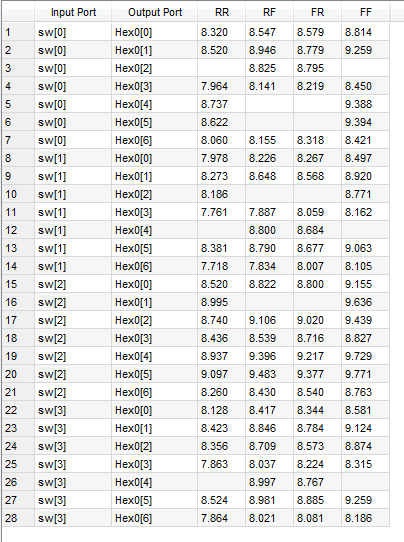 Input Port Output Port RR RF FR FF
1 sw[0] Hex0[0] 8.320 8.547 8.579 8.814
2 sw[0] Hex0[1] 8.520 8.946 8.779 9.259
3 sw[0] Hex0[2] 8.825 8.795
4 sw[0] Hex0[3] 7.964 8.141 8.219 8.450
5 sw[0] Hex0[4] 8.737 9.388
6 sw[0] Hex0[5] 8.622 9.394
7 sw[0] Hex0[6] 8.060 8.155 8.318 8.421
8 sw[1] Hex0[0] 7.978 8.226 8.267 8.497
9 sw[1] Hex0[1] 8.273 8.648 8.568 8.920
10 sw[1] Hex0[2] 8.186 8.771
11 sw[1] Hex0[3] 7.761 7.887 8.059 8.162
12 sw[1] Hex0[4] 8.800 8.684
13 sw[1] Hex0[5] 8.381 8.790 8.677 9.063
14 sw[1] Hex0[6] 7.718 7.834 8.007 8.105
15 sw[2] Hex0[0] 8.520 8.822 8.800 9.155
16 sw[2] Hex0[1] 8.995 9.636
17 sw[2] Hex0[2] 8.740 9.106 9.020 9.439
18 sw[2] Hex0[3] 8.436 8.539 8.716 8.827
19 sw[2] Hex0[4] 8.937 9.396 9.217 9.729
20 sw[2] Hex0[5] 9.097 9.483 9.377 9.771
21 sw[2] Hex0[6] 8.260 8.430 8.540 8.763
22 sw[3] Hex0[0] 8.128 8.417 8.344 8.581
23 sw[3] Hex0[1] 8.423 8.846 8.784 9.124
24 sw[3] Hex0[2] 8.356 8.709 8.573 8.874
25 sw[3] Hex0[3] 7.863 8.037 8.224 8.315
26 sw[3] Hex0[4] 8.997 8.767
27 sw[3] Hex0[5] 8.524 8.981 8.885 9.259
28 sw[3] Hex0[6] 7.864 8.021 8.081 8.186